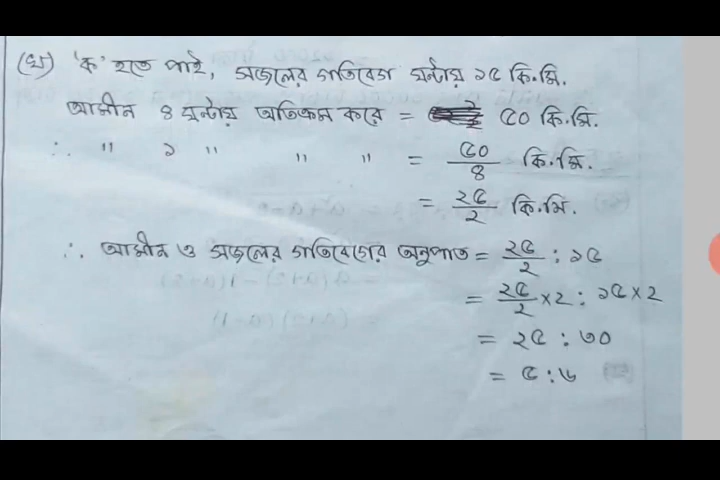 (খ) 'ক' হতে পাই, সজলের গতিবেগ ঘন্টায় ১৫ কি.মি.
আমীন ৪ ঘন্টায় অতিক্রম করে = ৫০ কি.মি.
∴ " ১ " " " = ৫০/৪ কি.মি.
= ২৫/২ কি.মি.
∴ আমীন ও সজলের গতিবেগের অনুপাত = ২৫/২ : ১৫
= ২৫/২ × ২ : ১৫ × ২
= ২৫ : ৩০
= ৫ : ৬